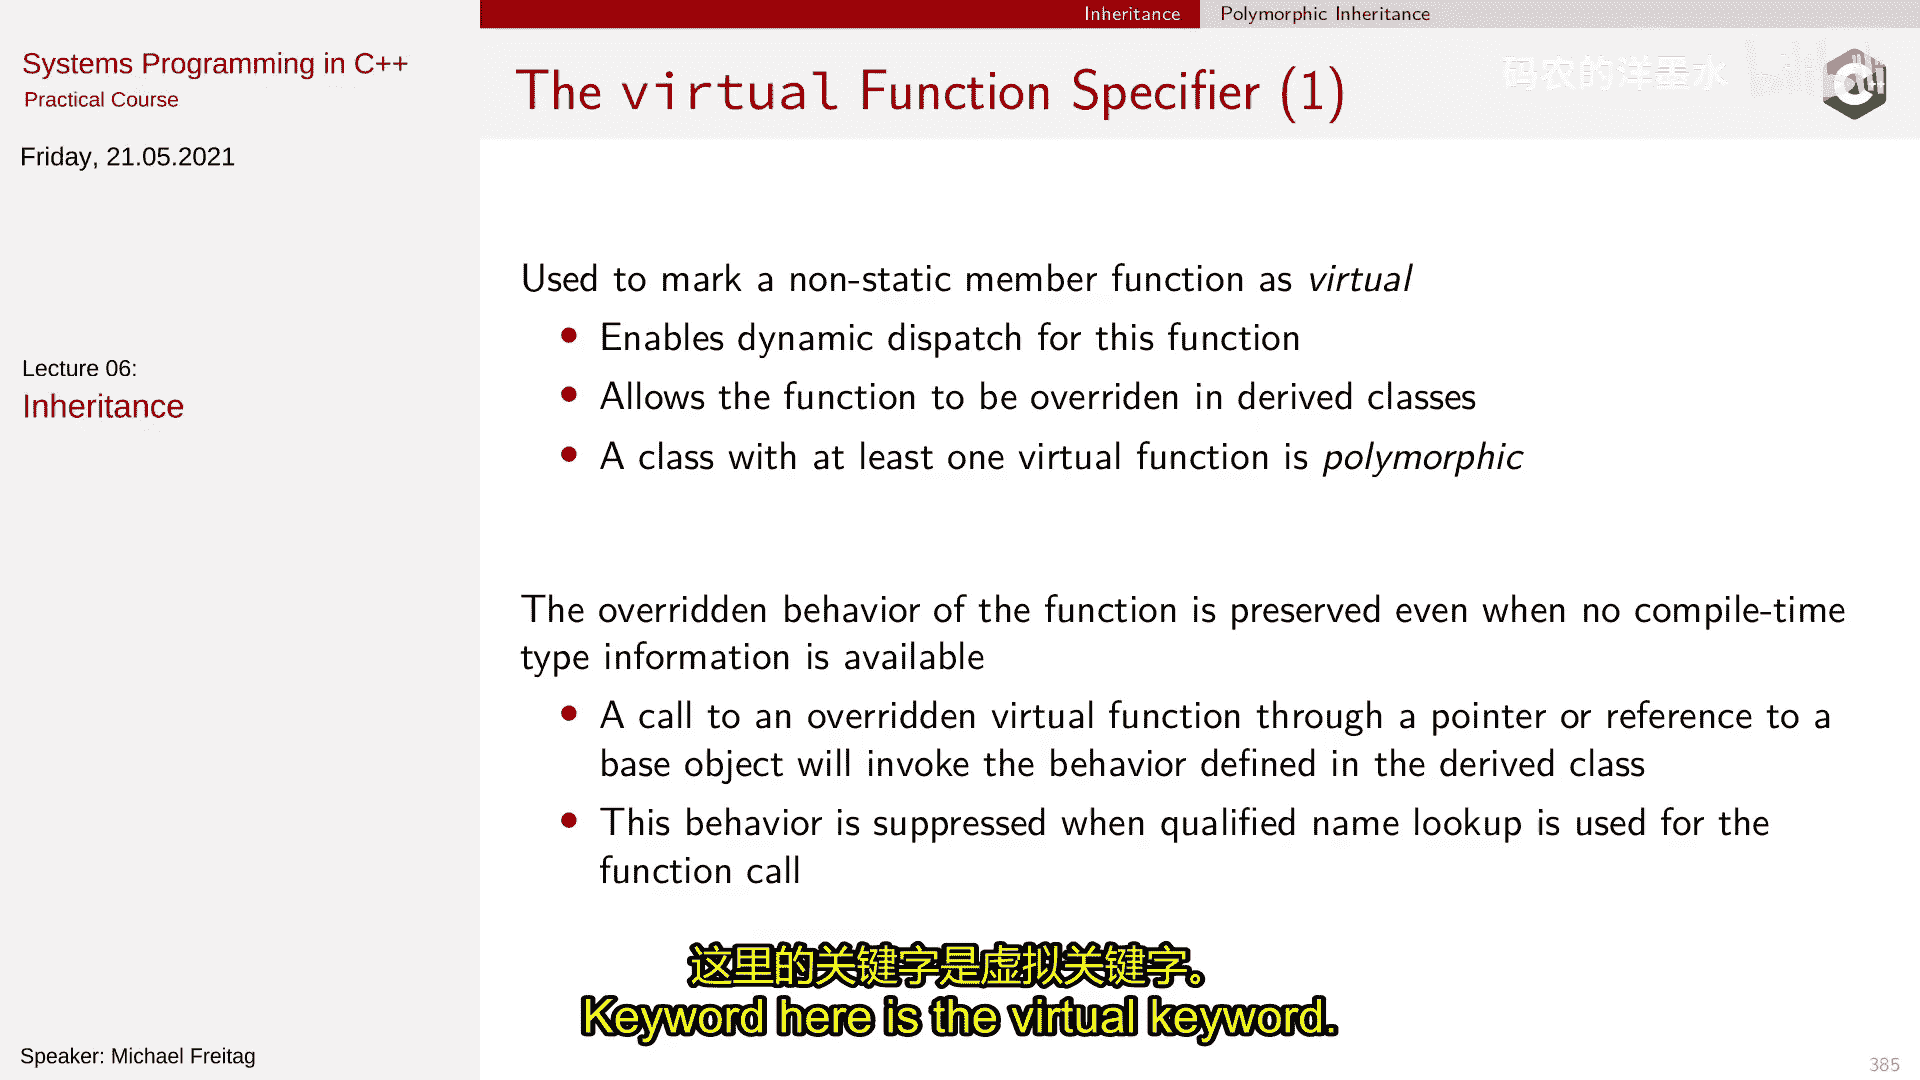 Inheritance
Polymorphic Inheritance
Systems Programming in C++
Practical Course
Friday, 21.05.2021
Lecture 06:
Inheritance
Speaker: Michael Freitag
The virtual Function Specifier (1)
码农的洋墨水
Used to mark a non-static member function as virtual
• Enables dynamic dispatch for this function
• Allows the function to be overriden in derived classes
• A class with at least one virtual function is polymorphic
The overridden behavior of the function is preserved even when no compile-time
type information is available
• A call to an overridden virtual function through a pointer or reference to a
base object will invoke the behavior defined in the derived class
• This behavior is suppressed when qualified name lookup is used for the
function call
这里的关键字是虚拟关键字。
Keyword here is the virtual keyword.
385